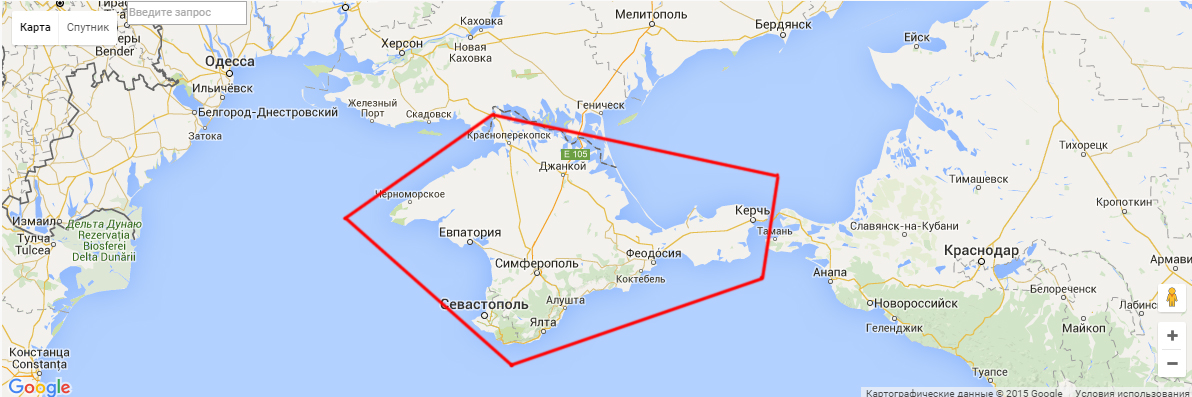 Тирасп
Введите запрос
Карта
Спутник
еры
Bender
Одесса
Ильичёвск
Белгород-Днестровский
Затока
Каховка
Херсон
Новая
Каховка
Мелитополь
Бердянск
Ейск
Железный
Порт
Скадовск
Геническ
Красноперекопск
E 105
Джанкой
Тихорецк
Тимашевск
Черноморское
Кропоткин
Измаил
Тулча
Tulcea
Дельта Дунаю
Rezervația
Biosferei
Delta Dunării
Евпатория
Керчь
Тамань
Славянск-на-Кубани
Феодосия
Краснодар
Симферополь
Коктебель
Анапа
Армави
Севастополь
Алушта
Ялта
Белореченск
Новороссийск
Лабинс
Геленджик
Майкоп
Констанца
Constanța
Туапсе
+
−
Google
Картографические данные © 2015 Google
Условия использования